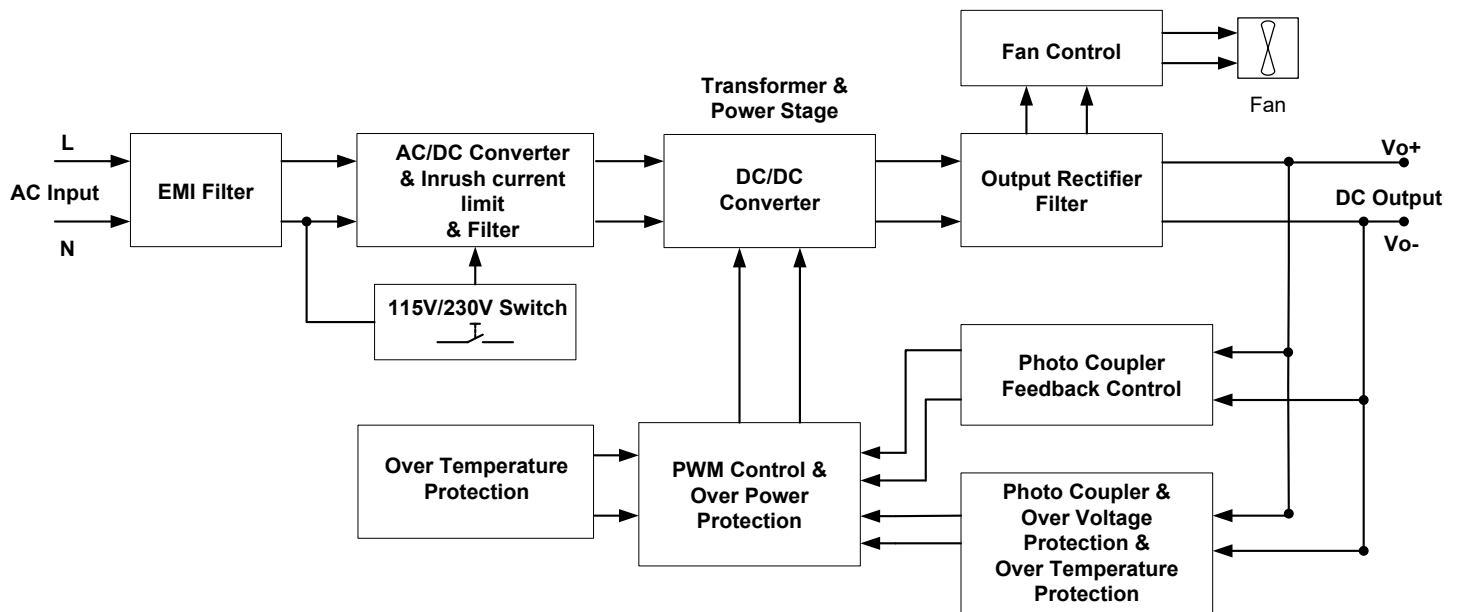 Fan Control
Fan
Transformer &
Power Stage
L
AC Input
N
EMI Filter
AC/DC Converter
& Inrush current
limit
& Filter
DC/DC
Converter
Output Rectifier
Filter
Vo+
DC Output
Vo-
115V/230V Switch
Photo Coupler
Feedback Control
Over Temperature
Protection
PWM Control &
Over Power
Protection
Photo Coupler &
Over Voltage
Protection &
Over Temperature
Protection